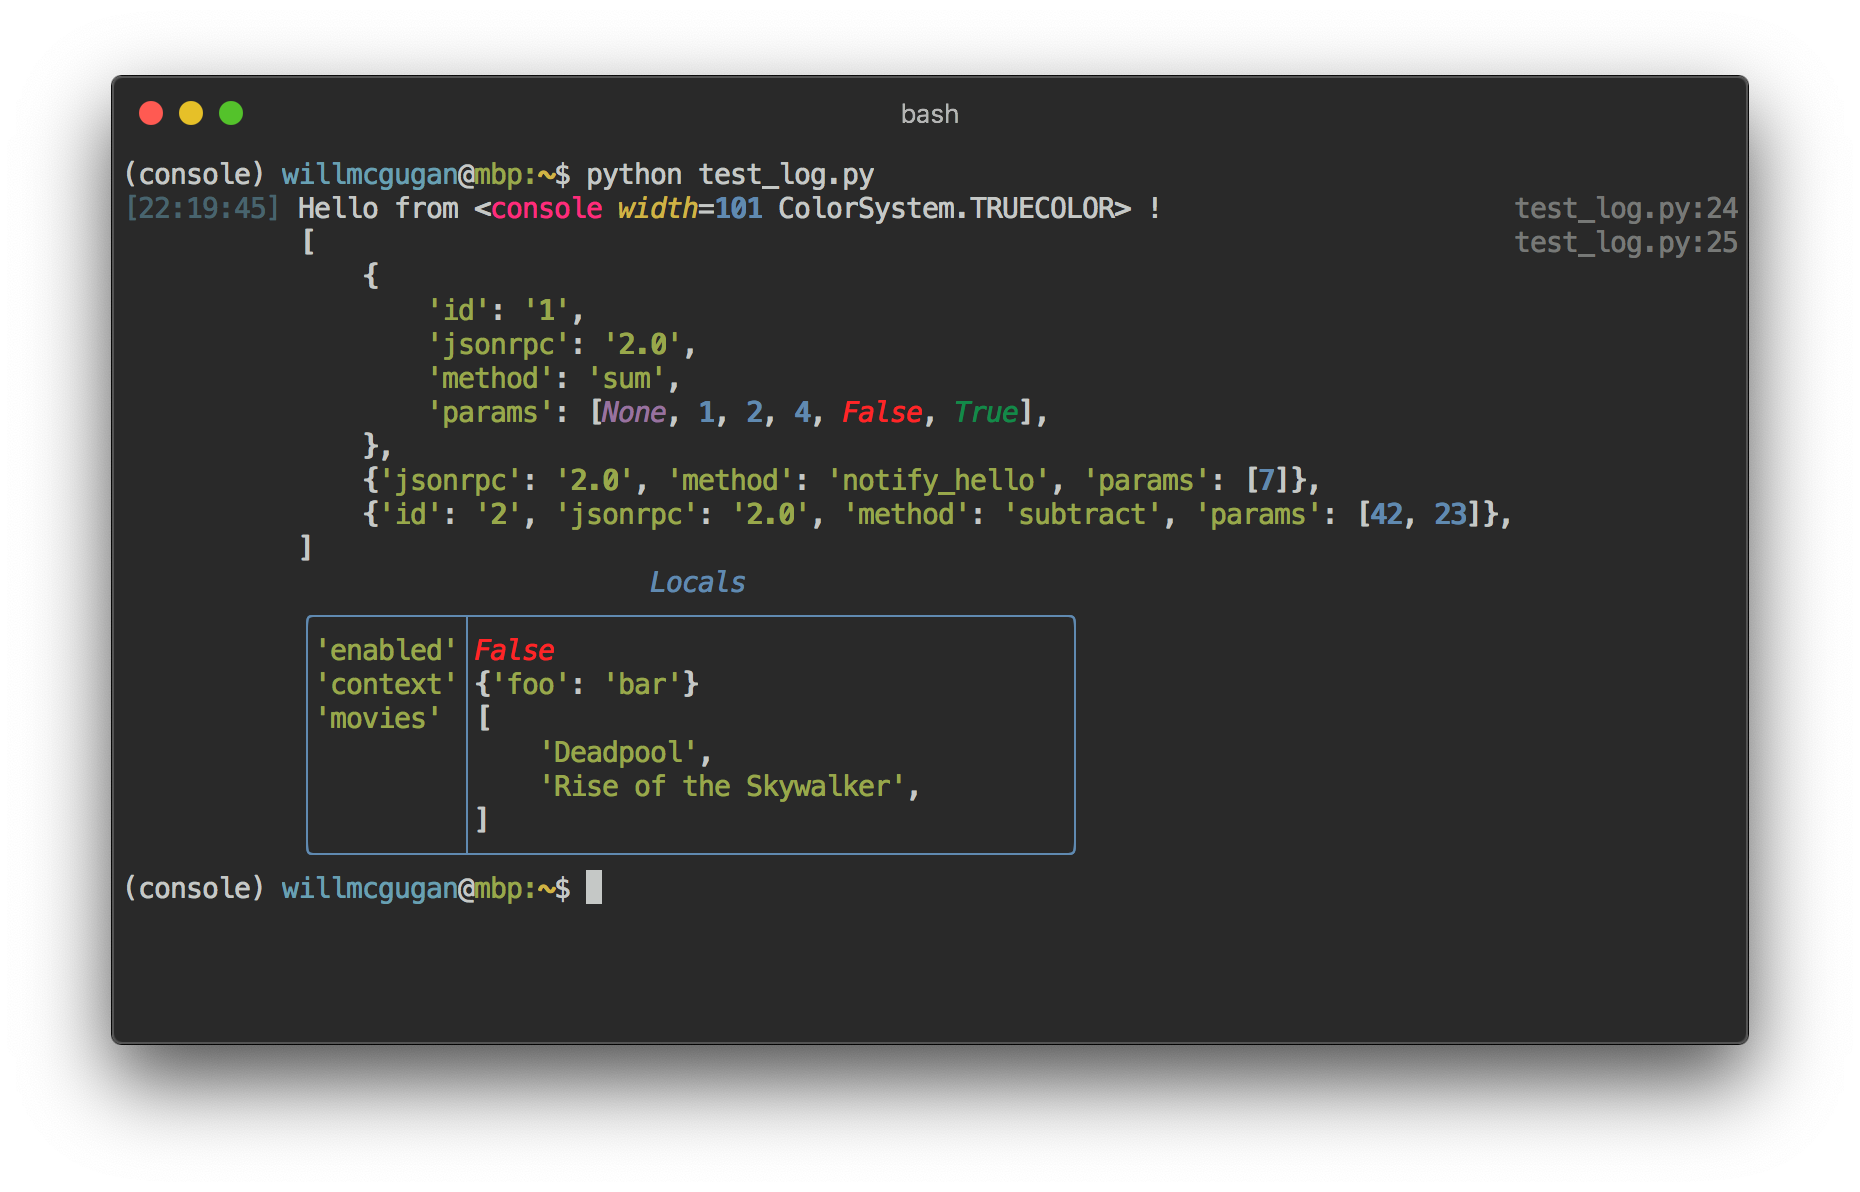 bash
(console) willmcgugan@mbp:~$ python test_log.py
[22:19:45] Hello from <console width=101 ColorSystem.TRUECOLOR> ! test_log.py:24
[ test_log.py:25
{
'id': '1',
'jsonrpc': '2.0',
'method': 'sum',
'params': [None, 1, 2, 4, False, True],
},
{'jsonrpc': '2.0', 'method': 'notify_hello', 'params': [7]},
{'id': '2', 'jsonrpc': '2.0', 'method': 'subtract', 'params': [42, 23]},
]
Locals
'enabled' False
'context' {'foo': 'bar'}
'movies' [
'Deadpool',
'Rise of the Skywalker',
]
(console) willmcgugan@mbp:~$